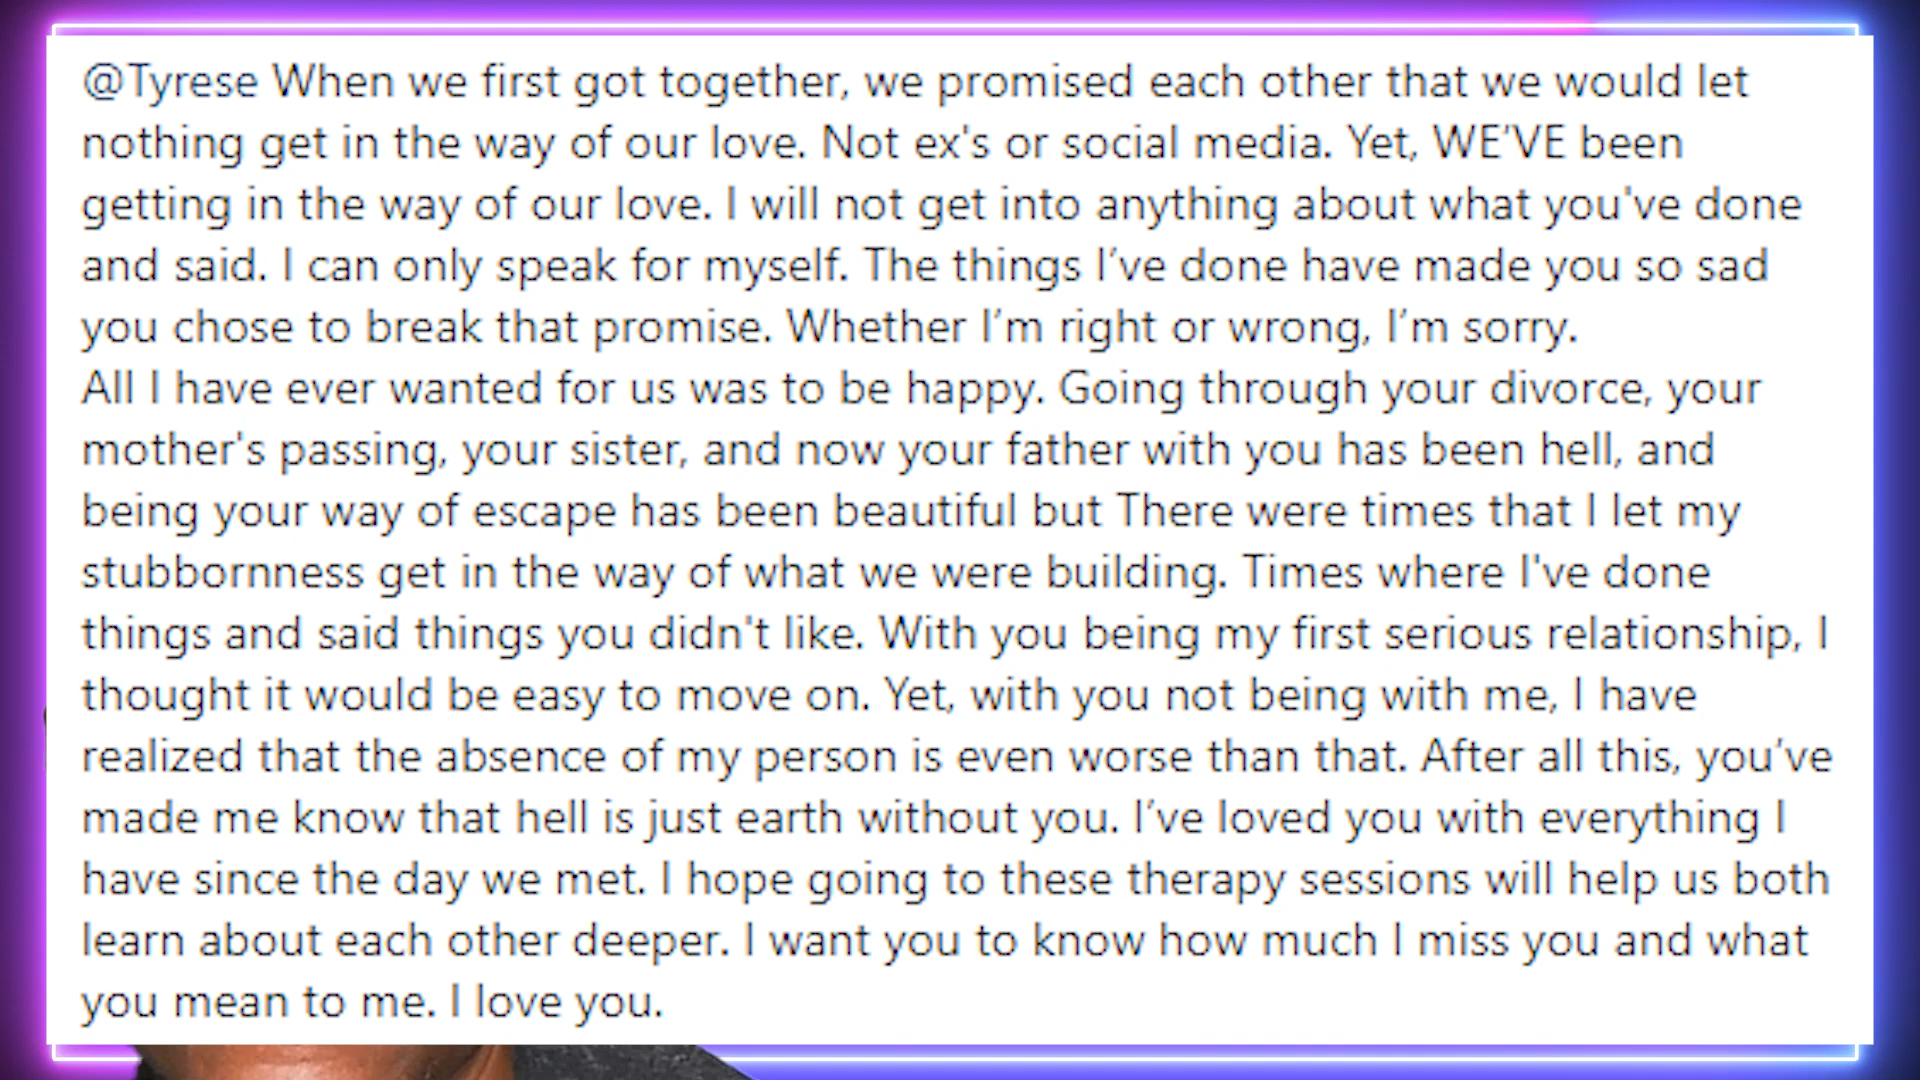 @Tyrese When we first got together, we promised each other that we would let
nothing get in the way of our love. Not ex's or social media. Yet, WE’VE been
getting in the way of our love. I will not get into anything about what you've done
and said. I can only speak for myself. The things I’ve done have made you so sad
you chose to break that promise. Whether I’m right or wrong, I’m sorry.
All I have ever wanted for us was to be happy. Going through your divorce, your
mother's passing, your sister, and now your father with you has been hell, and
being your way of escape has been beautiful but There were times that I let my
stubbornness get in the way of what we were building. Times where I've done
things and said things you didn't like. With you being my first serious relationship, I
thought it would be easy to move on. Yet, with you not being with me, I have
realized that the absence of my person is even worse than that. After all this, you’ve
made me know that hell is just earth without you. I’ve loved you with everything I
have since the day we met. I hope going to these therapy sessions will help us both
learn about each other deeper. I want you to know how much I miss you and what
you mean to me. I love you.